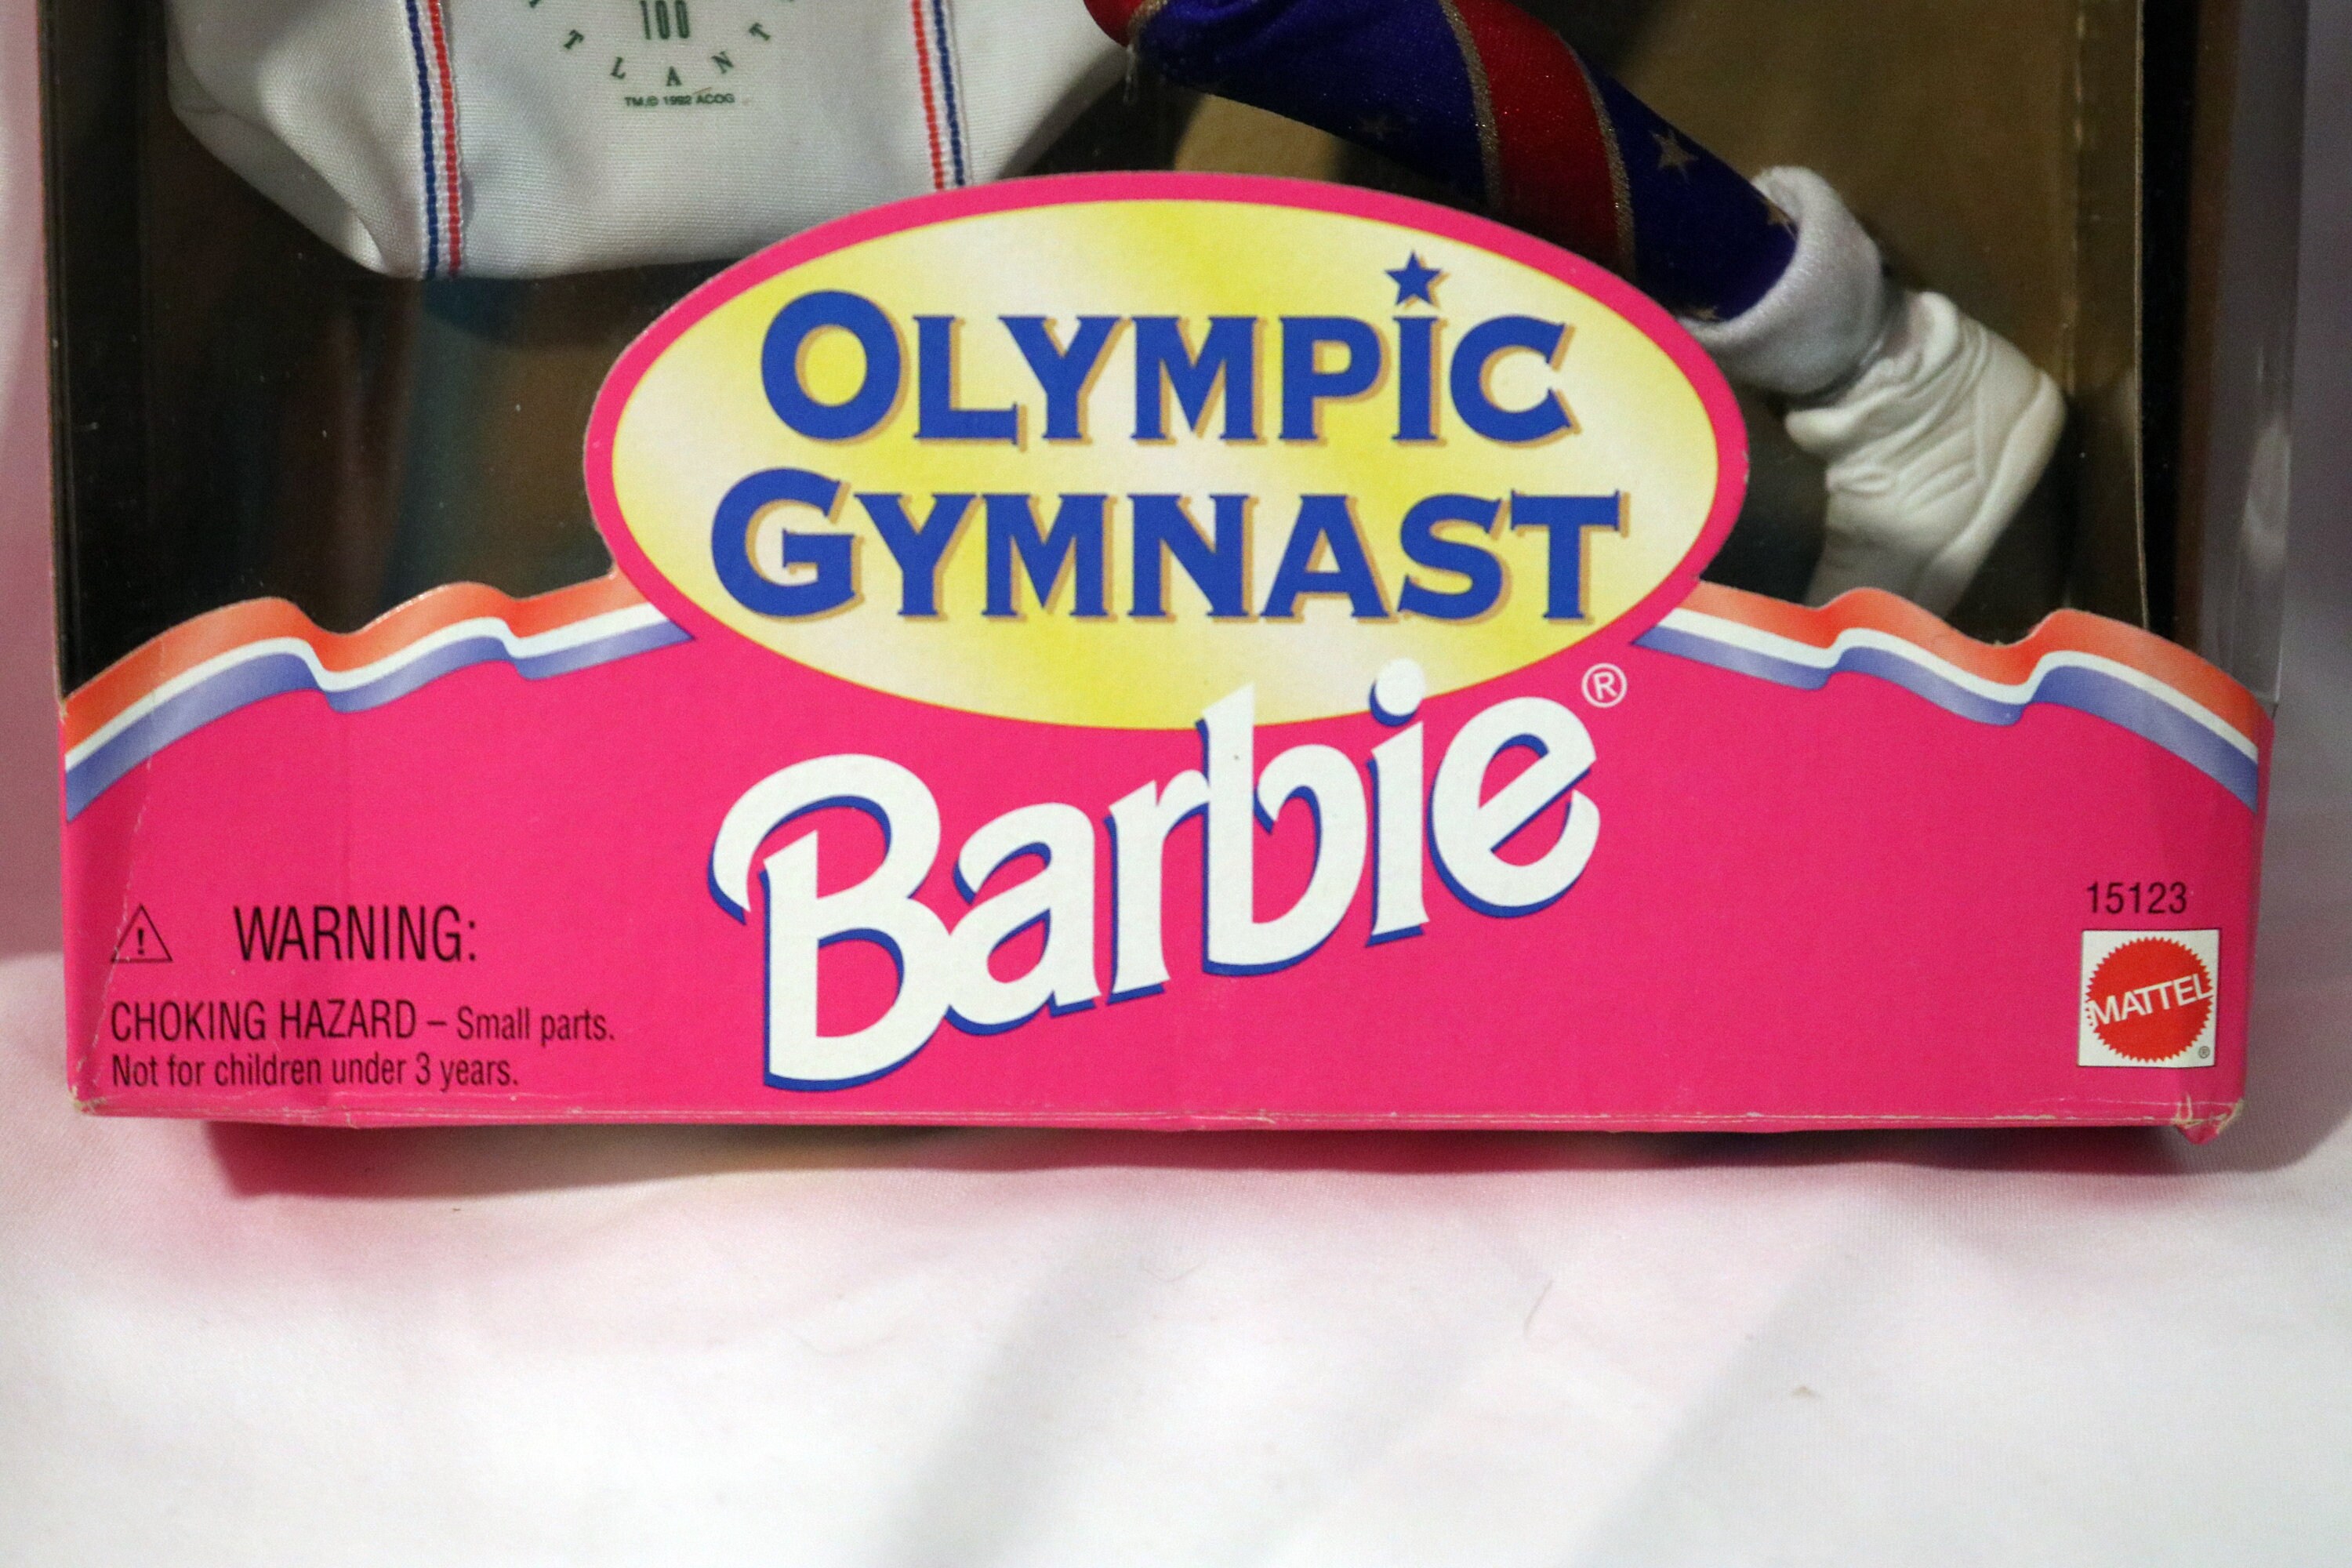 100
TLANT
TM,© 1992 ACOG
OLYMPIC
GYMNAST
Barbie®
15123
MATTEL®
⚠ WARNING:
CHOKING HAZARD – Small parts.
Not for children under 3 years.